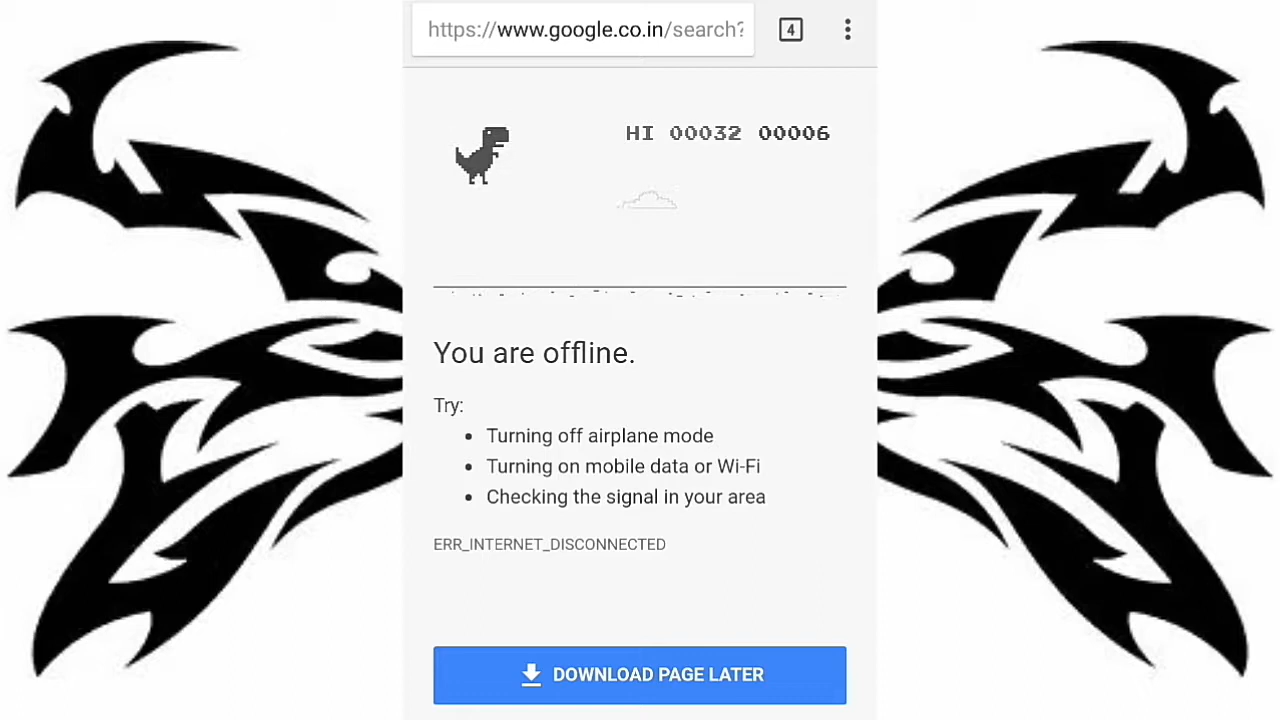 https://www.google.co.in/search?
4
HI 00032 00006
You are offline.
Try:
• Turning off airplane mode
• Turning on mobile data or Wi-Fi
• Checking the signal in your area
ERR_INTERNET_DISCONNECTED
DOWNLOAD PAGE LATER